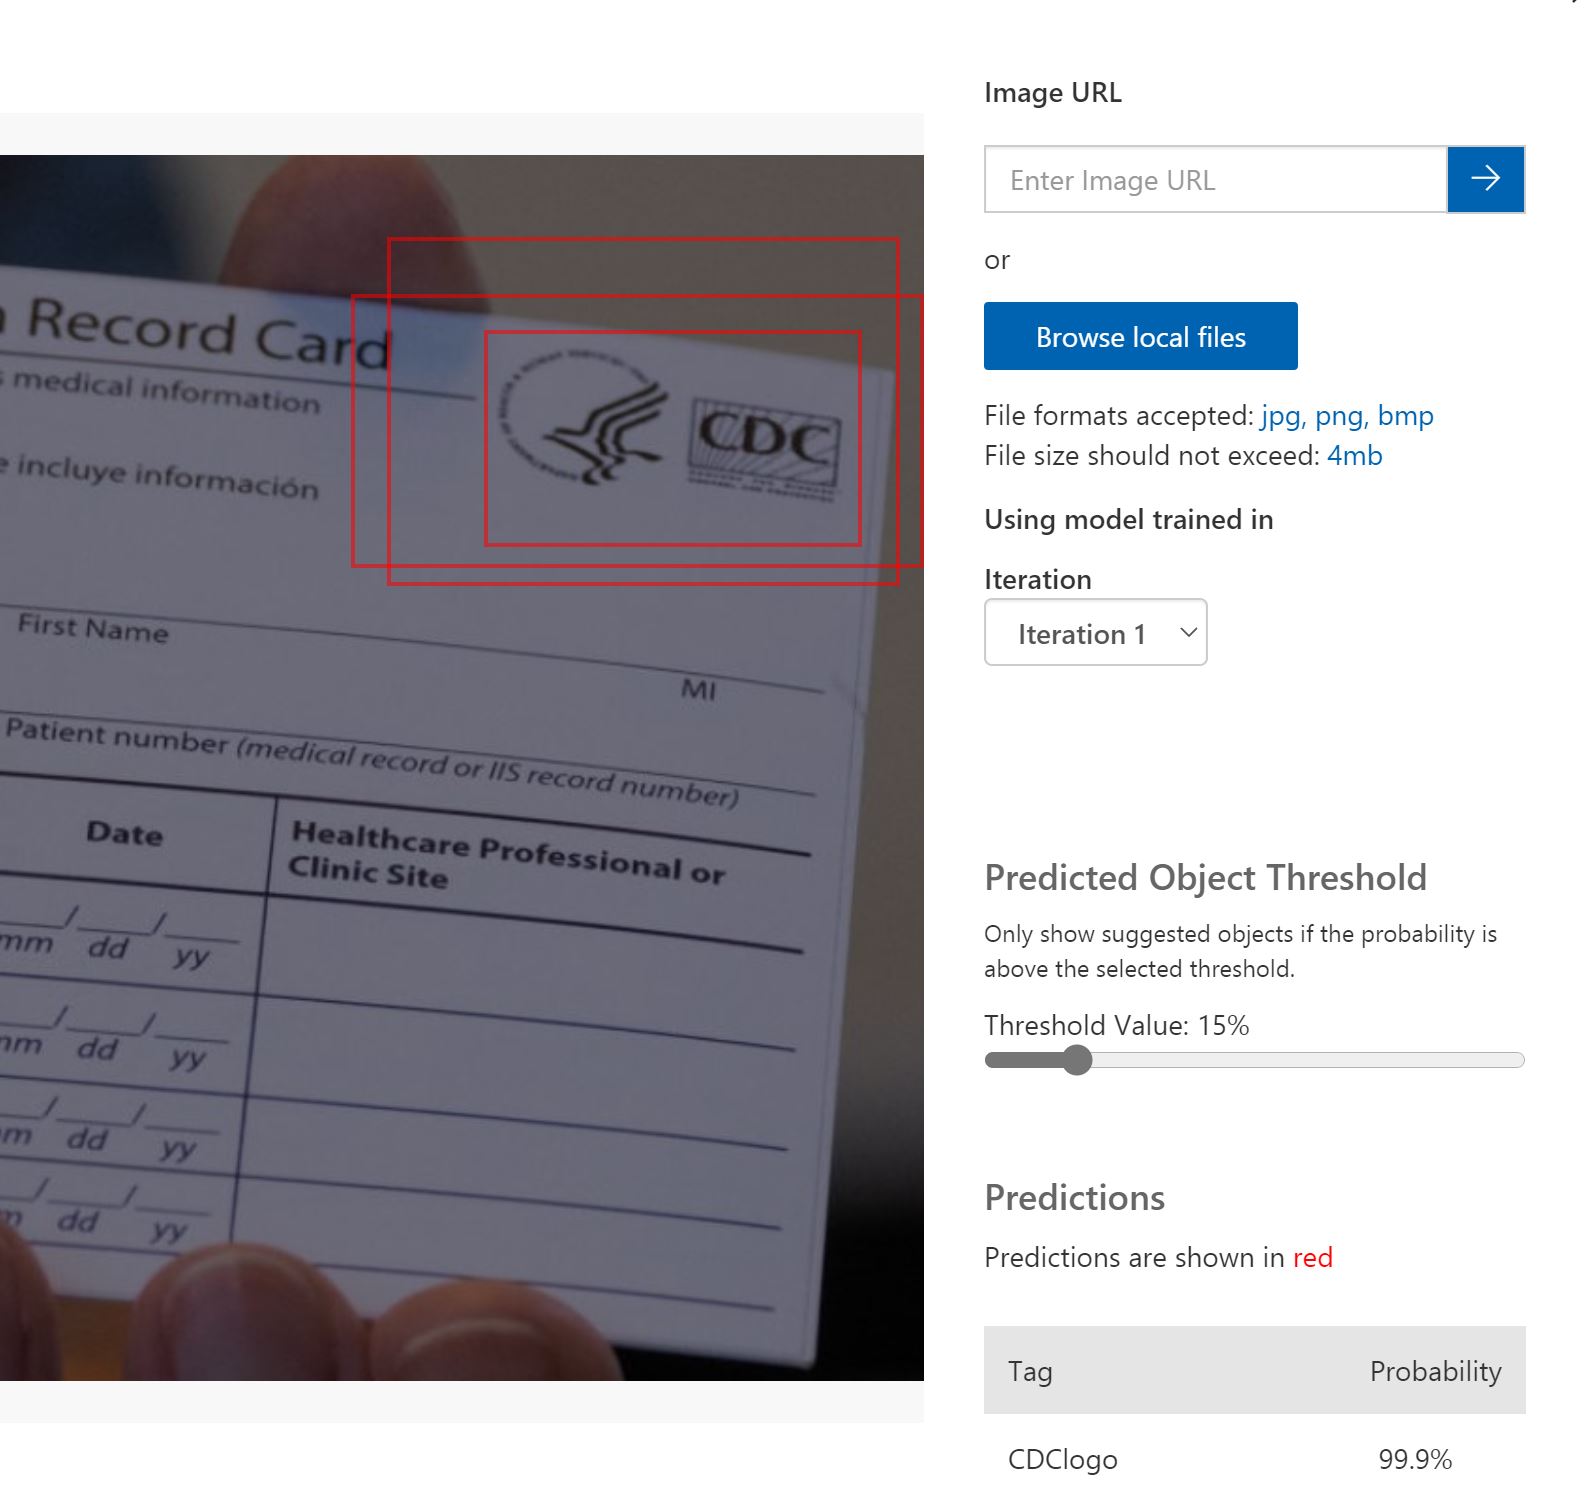 Record Card
medical information
incluye información
CDC
First Name
MI
Patient number (medical record or IIS record number)
Date
Healthcare Professional or
Clinic Site
mm dd yy
mm dd yy
dd yy
dd yy
Image URL
Enter Image URL
or
Browse local files
File formats accepted: jpg, png, bmp
File size should not exceed: 4mb
Using model trained in
Iteration
Iteration 1
Predicted Object Threshold
Only show suggested objects if the probability is
above the selected threshold.
Threshold Value: 15%
Predictions
Predictions are shown in red
Tag Probability
CDClogo 99.9%